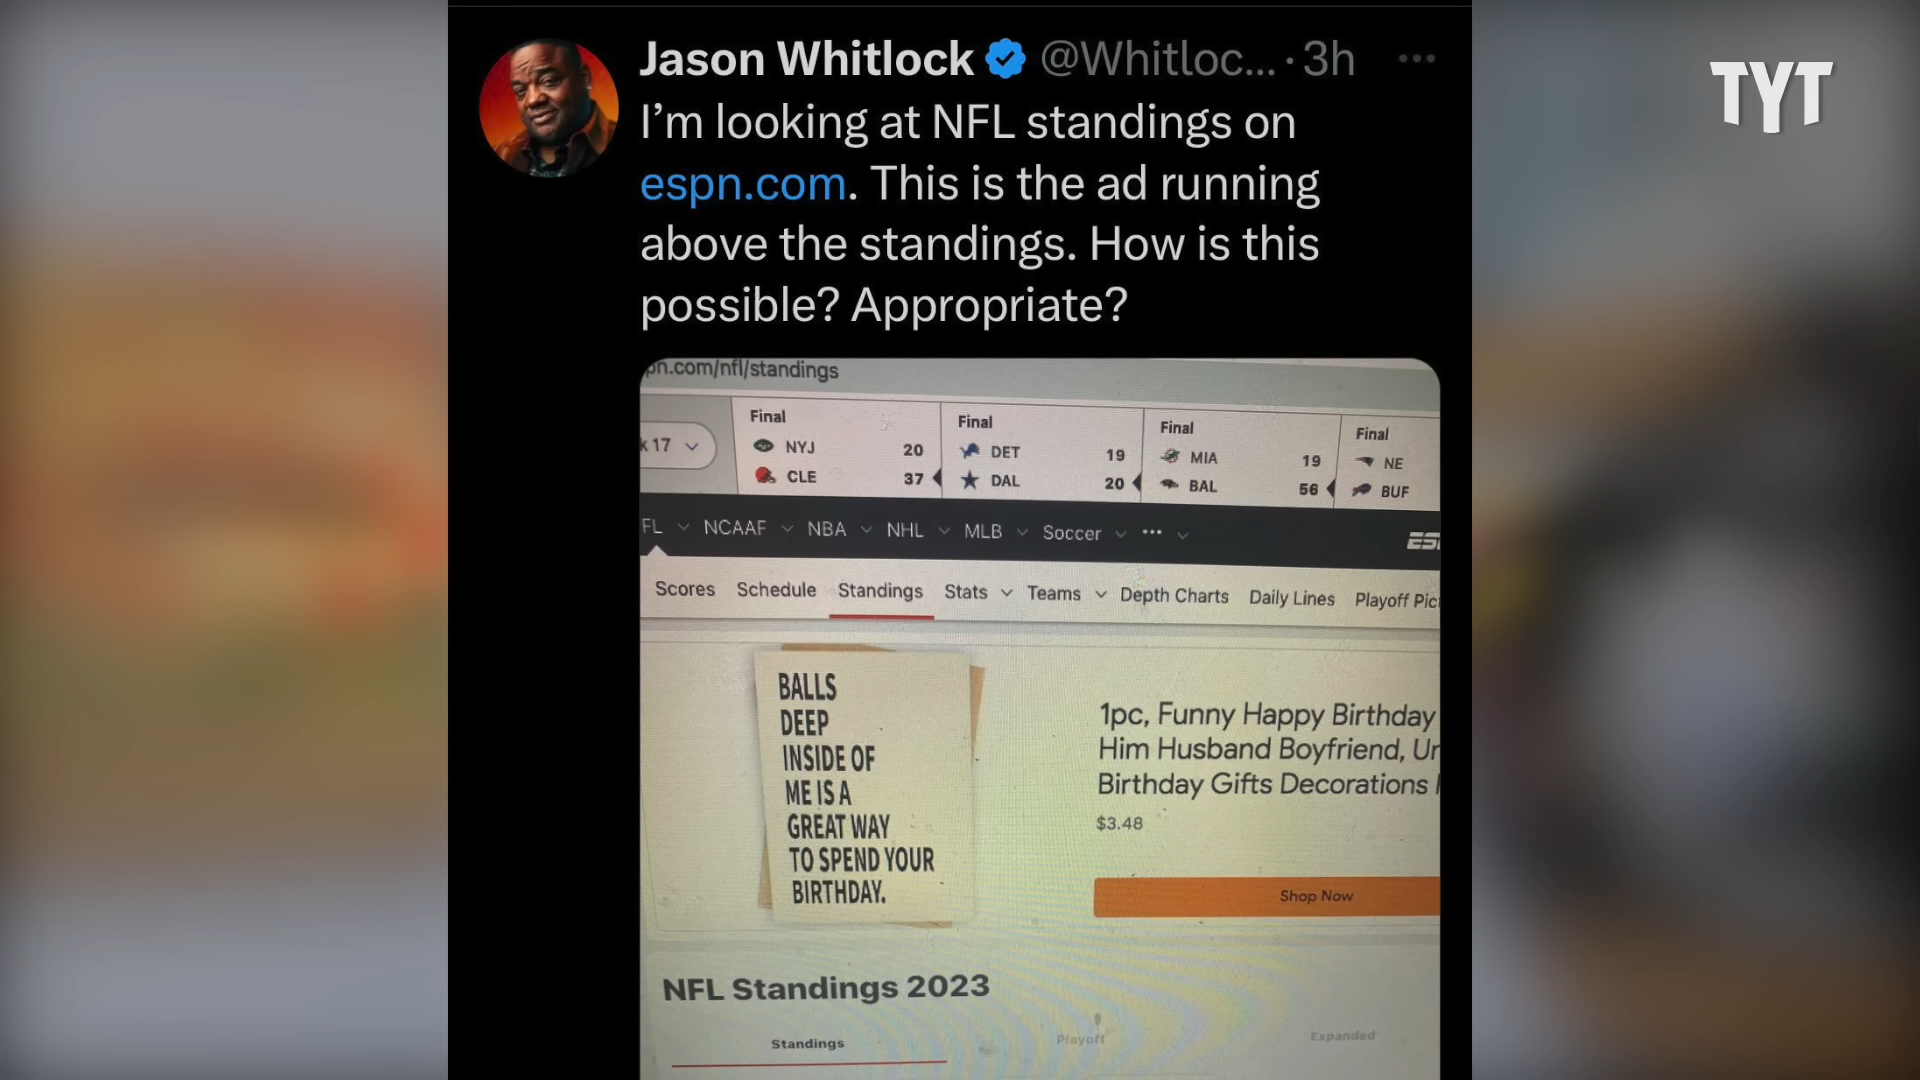 Jason Whitlock @Whitloc... · 3h ···
TYT
I'm looking at NFL standings on
espn.com. This is the ad running
above the standings. How is this
possible? Appropriate?
pn.com/nfl/standings
k 17
Final
NYJ 20
CLE 37
Final
DET 19
DAL 20
Final
MIA 19
BAL 56
Final
NE
BUF
FL NCAAF NBA NHL MLB Soccer ···
Scores Schedule Standings Stats Teams Depth Charts Daily Lines Playoff Pic
BALLS
DEEP
INSIDE OF
ME IS A
GREAT WAY
TO SPEND YOUR
BIRTHDAY.
1pc, Funny Happy Birthday
Him Husband Boyfriend, Un
Birthday Gifts Decorations
$3.48
Shop Now
NFL Standings 2023
Standings Playoff Expanded